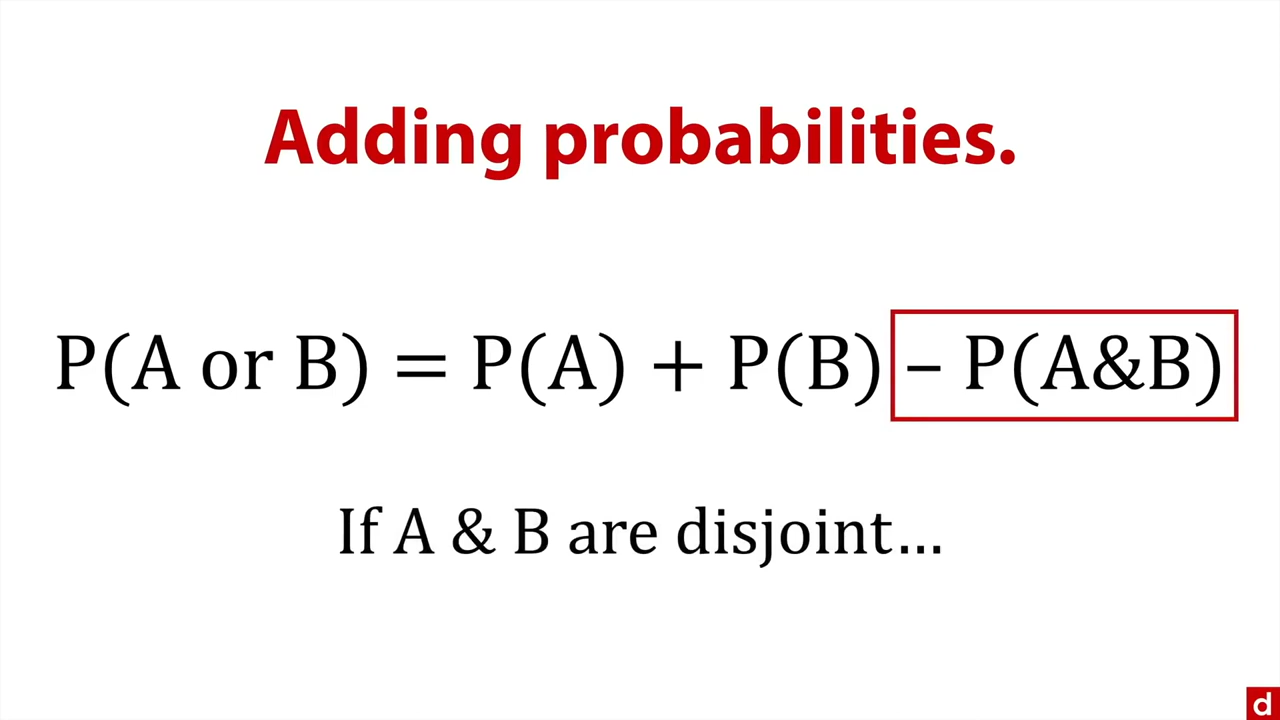 Adding probabilities.
P(A or B) = P(A) + P(B) – P(A&B)
If A & B are disjoint…
d